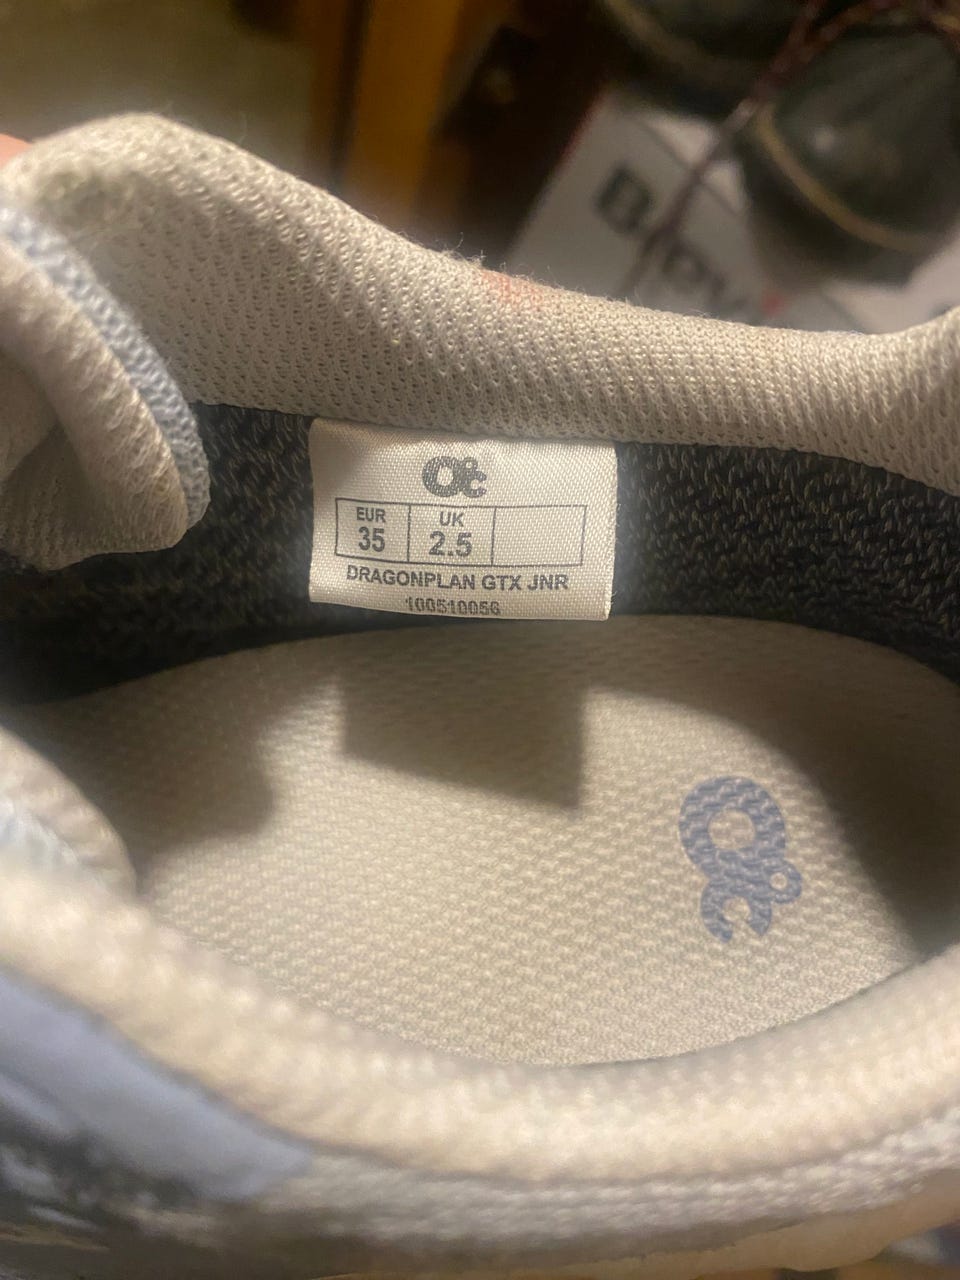 O°c
EUR UK
35 2.5
DRAGONPLAN GTX JNR
100510056
O°c